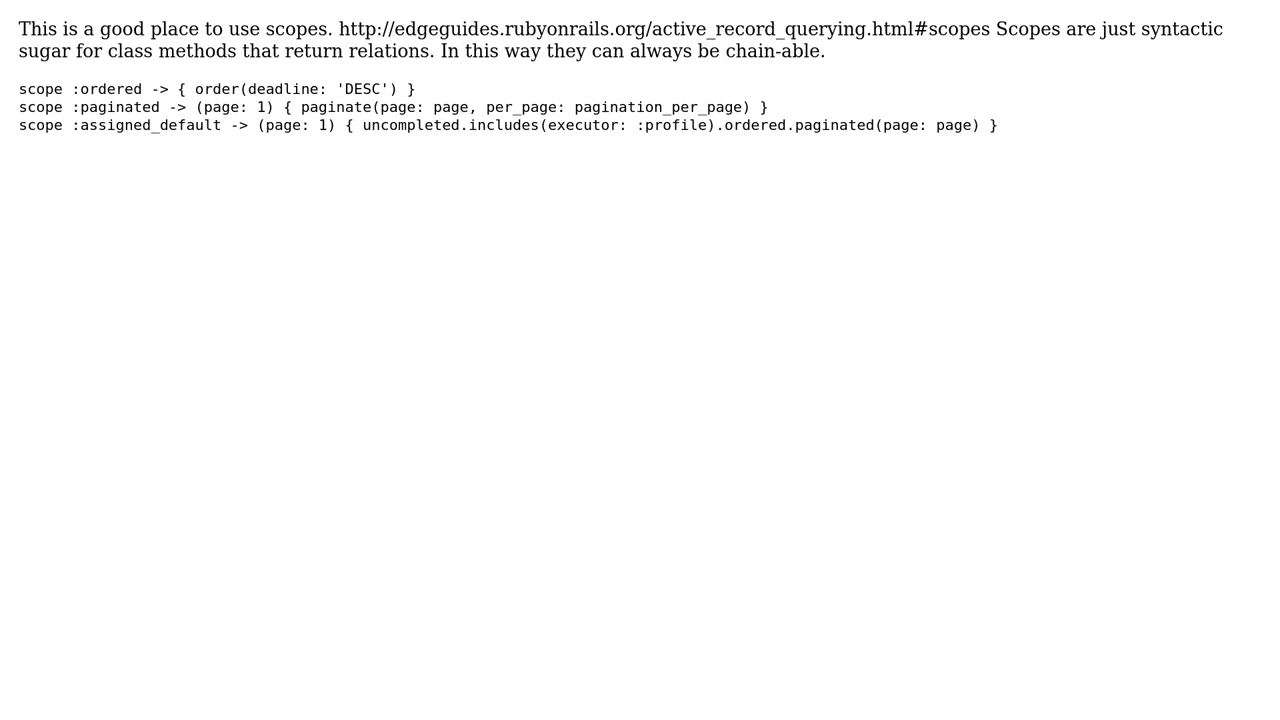 This is a good place to use scopes. http://edgeguides.rubyonrails.org/active_record_querying.html#scopes Scopes are just syntactic
sugar for class methods that return relations. In this way they can always be chain-able.
scope :ordered -> { order(deadline: 'DESC') }
scope :paginated -> (page: 1) { paginate(page: page, per_page: pagination_per_page) }
scope :assigned_default -> (page: 1) { uncompleted.includes(executor: :profile).ordered.paginated(page: page) }